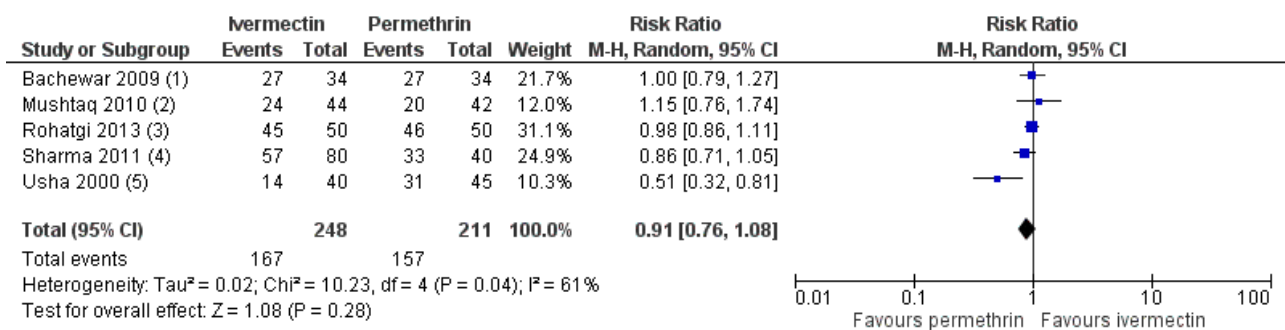 Ivermectin Permethrin Risk Ratio Risk Ratio
Study or Subgroup Events Total Events Total Weight M-H, Random, 95% CI M-H, Random, 95% CI
Bachewar 2009 (1) 27 34 27 34 21.7% 1.00 [0.79, 1.27]
Mushtaq 2010 (2) 24 44 20 42 12.0% 1.15 [0.76, 1.74]
Rohatgi 2013 (3) 45 50 46 50 31.1% 0.98 [0.86, 1.11]
Sharma 2011 (4) 57 80 33 40 24.9% 0.86 [0.71, 1.05]
Usha 2000 (5) 14 40 31 45 10.3% 0.51 [0.32, 0.81]
Total (95% CI) 248 211 100.0% 0.91 [0.76, 1.08]
Total events 167 157
Heterogeneity: Tau² = 0.02; Chi² = 10.23, df = 4 (P = 0.04); I² = 61%
Test for overall effect: Z = 1.08 (P = 0.28)
0.01 0.1 1 10 100
Favours permethrin Favours ivermectin